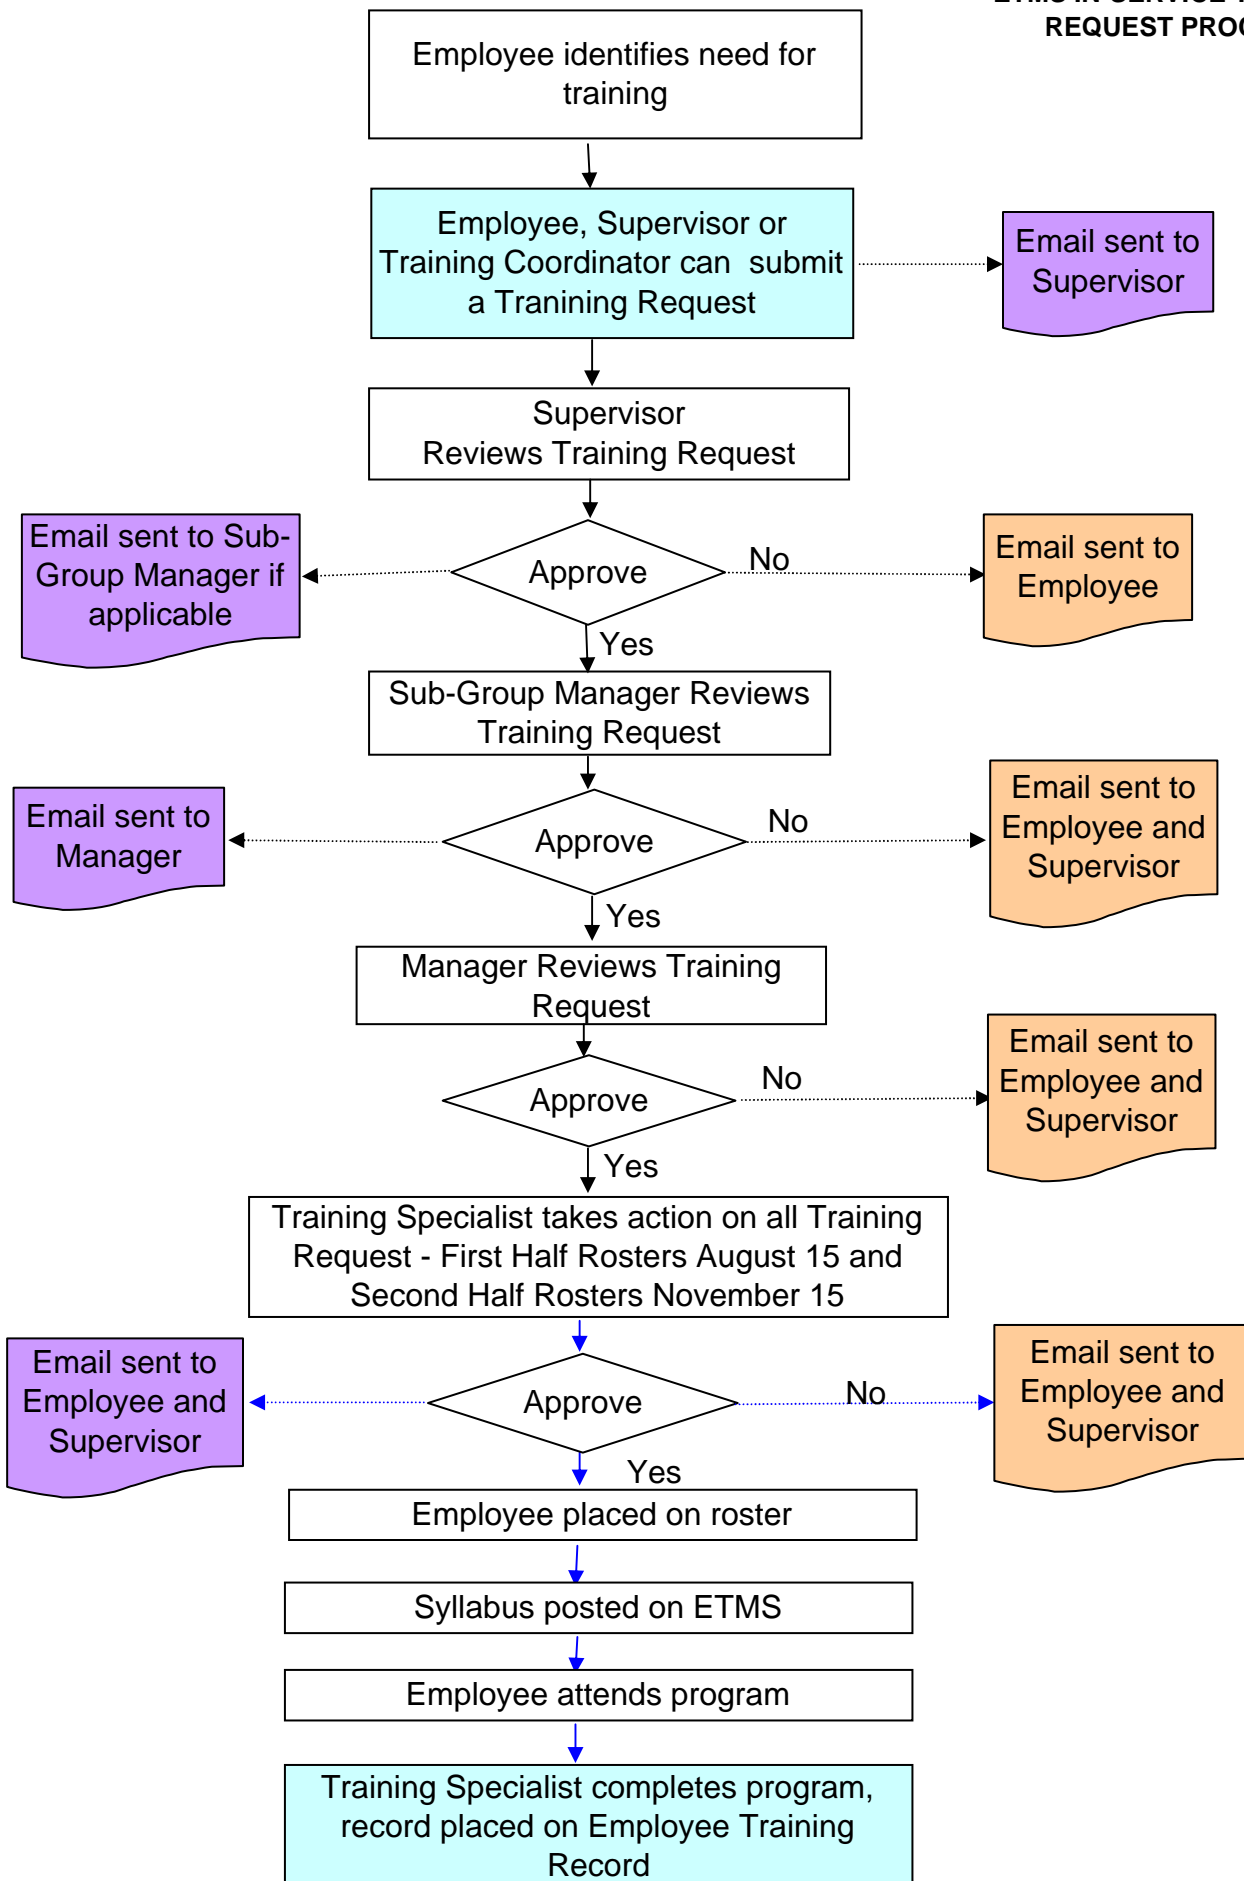 REQUEST
Employee identifies need for
training
Employee, Supervisor or
Training Coordinator can  submit
a Tranining Request
Email sent to
Supervisor
Supervisor
Reviews Training Request
Email sent to Sub-
Group Manager if
applicable
Approve
No
Email sent to
Employee
Yes
Sub-Group Manager Reviews
Training Request
Email sent to
Manager
Approve
No
Email sent to
Employee and
Supervisor
Yes
Manager Reviews Training
Request
Approve
No
Email sent to
Employee and
Supervisor
Yes
Training Specialist takes action on all Training
Request - First Half Rosters August 15 and
Second Half Rosters November 15
Email sent to
Employee and
Supervisor
Approve
No
Email sent to
Employee and
Supervisor
Yes
Employee placed on roster
Syllabus posted on ETMS
Employee attends program
Training Specialist completes program,
record placed on Employee Training
Record